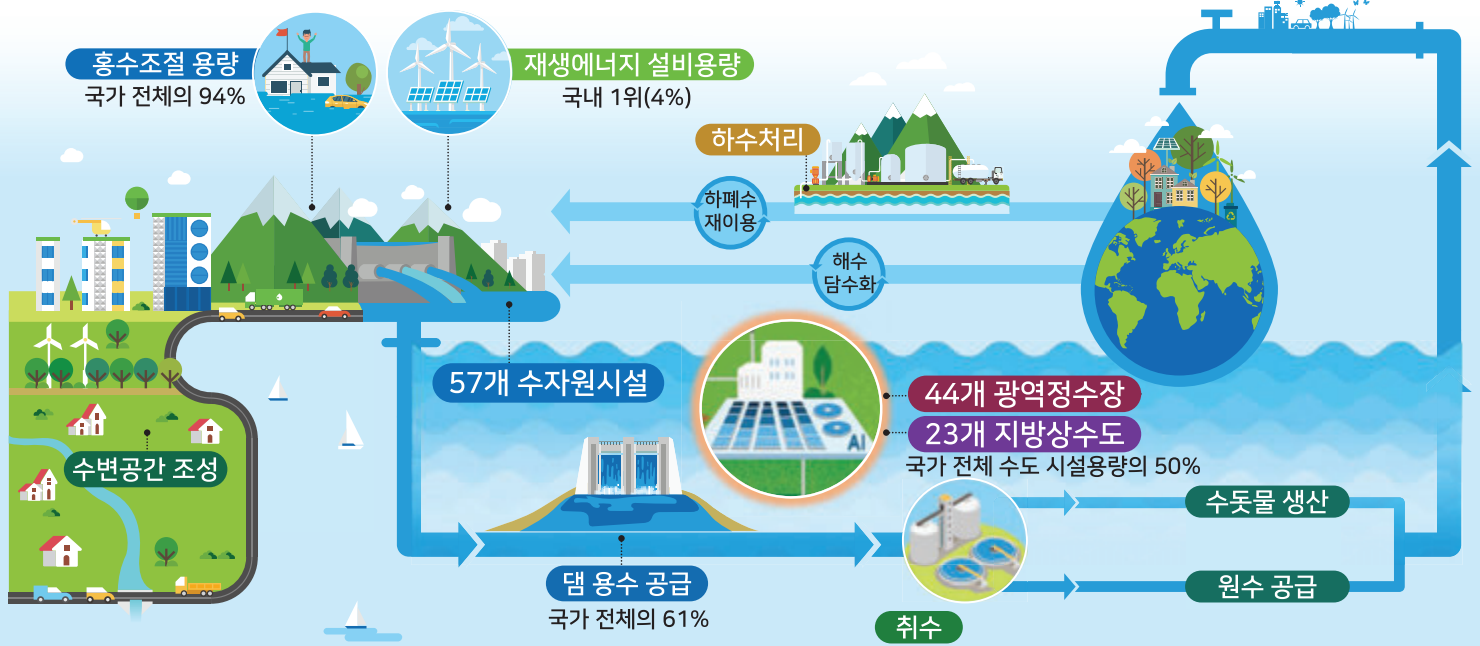 홍수조절 용량
국가 전체의 94%
재생에너지 설비용량
국내 1위(4%)
하수처리
하폐수
재이용
해수
담수화
57개 수자원시설
44개 광역정수장
23개 지방상수도
국가 전체 수도 시설용량의 50%
AI
수변공간 조성
수돗물 생산
댐 용수 공급
국가 전체의 61%
원수 공급
취수